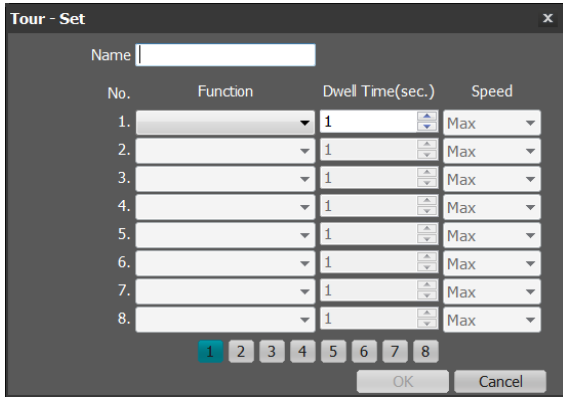 Tour - Set x
Name
No. Function Dwell Time(sec.) Speed
1. 1 Max
2. 1 Max
3. 1 Max
4. 1 Max
5. 1 Max
6. 1 Max
7. 1 Max
8. 1 Max
1 2 3 4 5 6 7 8
OK Cancel